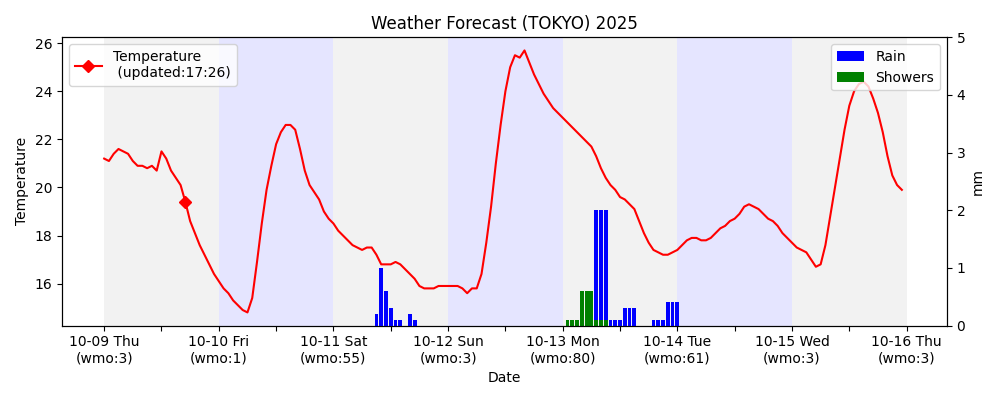 Weather Forecast (TOKYO) 2025
Temperature
(updated:17:26)
Rain
Showers
26
24
22
20
18
16
Temperature
5
4
3
2
1
0
mm
10-09 Thu
(wmo:3)
10-10 Fri
(wmo:1)
10-11 Sat
(wmo:55)
10-12 Sun
(wmo:3)
10-13 Mon
(wmo:80)
10-14 Tue
(wmo:61)
10-15 Wed
(wmo:3)
10-16 Thu
(wmo:3)
Date